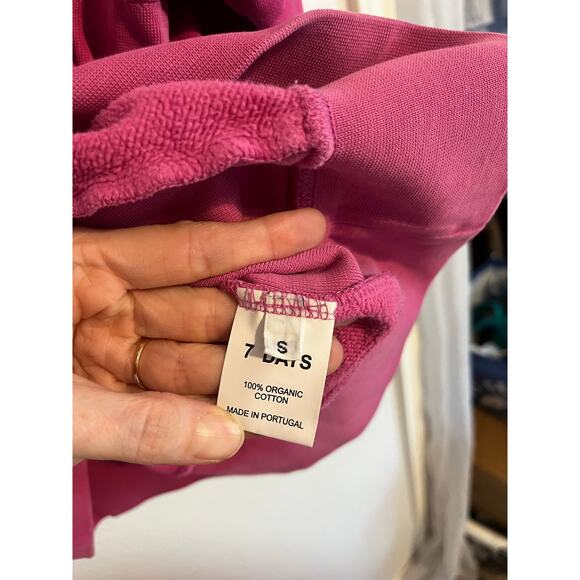 S
7 DAYS
100% ORGANIC
COTTON
MADE IN PORTUGAL